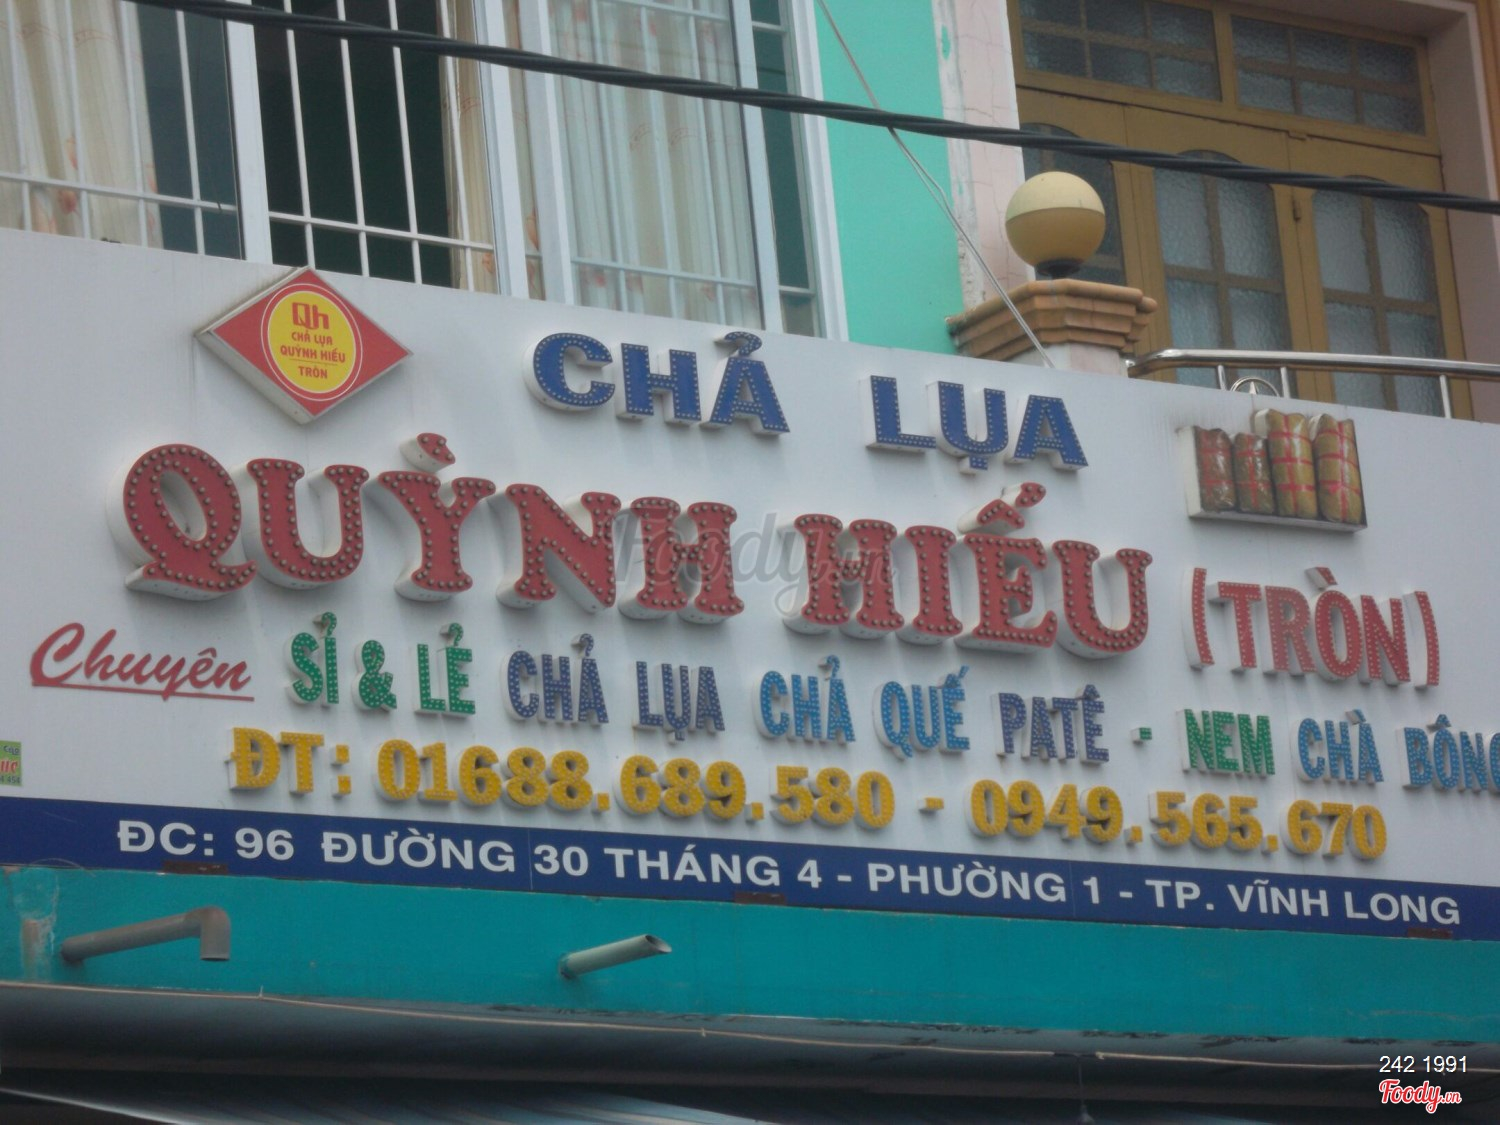 Qh
CHẢ LỤA
QUỲNH HIẾU
TRÒN
CHẢ LỤA
QUỲNH HIẾU (TRÒN)
Chuyên SỈ & LẺ CHẢ LỤA CHẢ QUẾ PATÊ - NEM CHÀ BÔNG
ĐT: 01688.689.580 - 0949.565.670
ĐC: 96 ĐƯỜNG 30 THÁNG 4 - PHƯỜNG 1 - TP. VĨNH LONG
Foody.vn
242 1991
Foody.vn